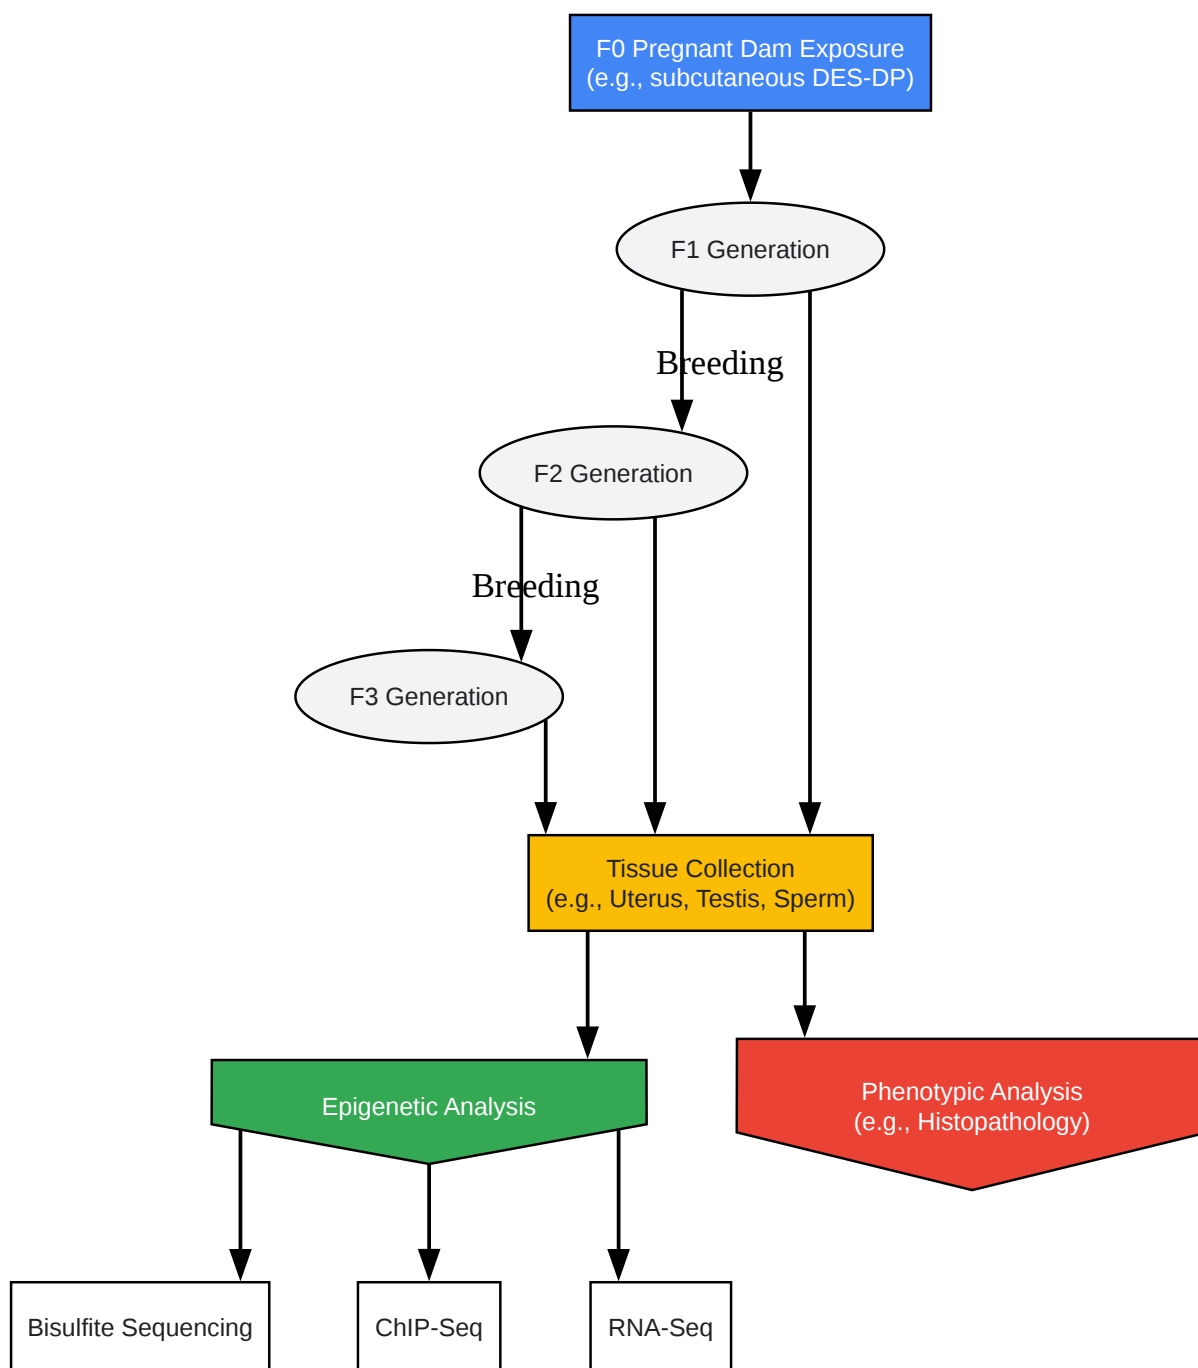 F0 Pregnant Dam Exposure
(e.g., subcutaneous DES-DP)
F1 Generation
Breeding
F2 Generation
Breeding
F3 Generation
Tissue Collection
(e.g., Uterus, Testis, Sperm)
Epigenetic Analysis
Phenotypic Analysis
(e.g., Histopathology)
Bisulfite Sequencing
ChIP-Seq
RNA-Seq